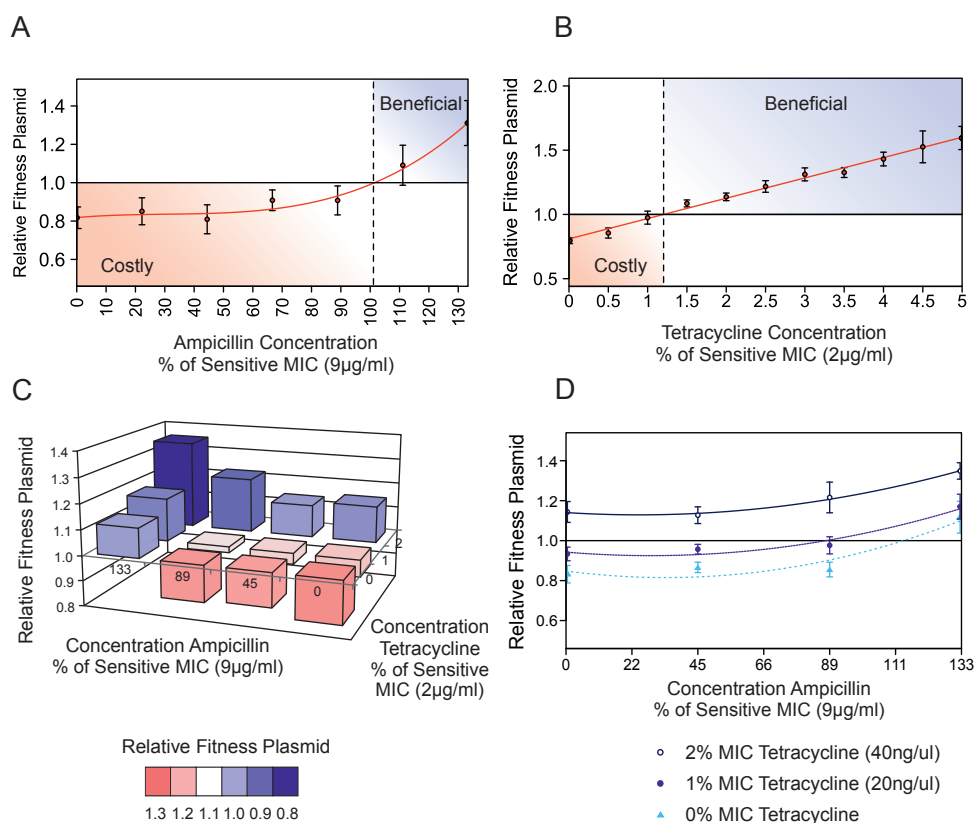 A
Relative Fitness Plasmid
1.4
1.2
1.0
0.8
0.6
Beneficial
Costly
0 10 20 30 40 50 60 70 80 90 100 110 120 130
Ampicillin Concentration
% of Sensitive MIC (9µg/ml)
B
Relative Fitness Plasmid
2.0
1.5
1.0
0.5
Beneficial
Costly
0 0.5 1 1.5 2 2.5 3 3.5 4 4.5 5
Tetracycline Concentration
% of Sensitive MIC (2µg/ml)
C
Relative Fitness Plasmid
1.4
1.3
1.2
1.1
1.0
0.9
0.8
133 89 45 0
0 1 2
Concentration Ampicillin
% of Sensitive MIC (9µg/ml)
Concentration
Tetracycline
% of Sensitive
MIC (2µg/ml)
Relative Fitness Plasmid
1.3 1.2 1.1 1.0 0.9 0.8
D
Relative Fitness Plasmid
1.4
1.2
1.0
0.8
0.6
0 22 45 66 89 111 133
Concentration Ampicillin
% of Sensitive MIC (9µg/ml)
2% MIC Tetracycline (40ng/ul)
1% MIC Tetracycline (20ng/ul)
0% MIC Tetracycline